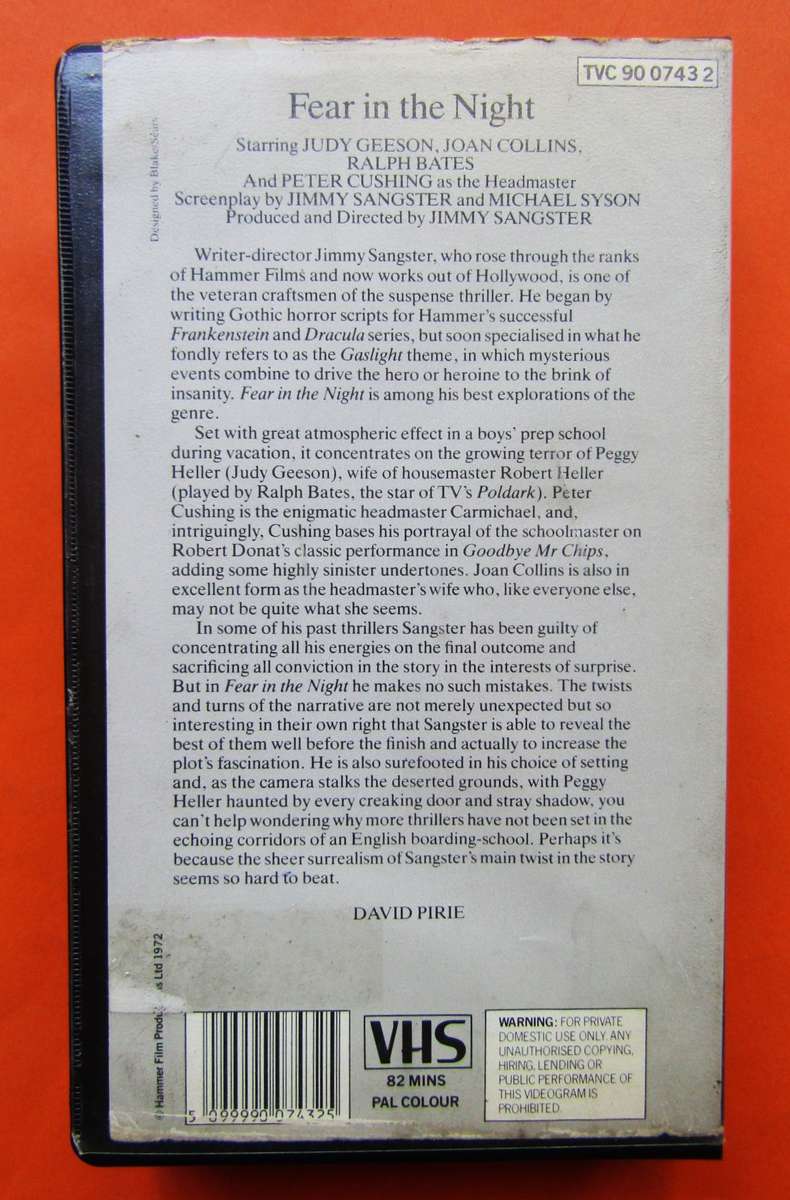 TVC 90 0743 2
Fear in the Night
Starring JUDY GEESON, JOAN COLLINS,
RALPH BATES
And PETER CUSHING as the Headmaster
Screenplay by JIMMY SANGSTER and MICHAEL SYSON
Produced and Directed by JIMMY SANGSTER
Designed by Blake/Sears
Writer-director Jimmy Sangster, who rose through the ranks
of Hammer Films and now works out of Hollywood, is one of
the veteran craftsmen of the suspense thriller. He began by
writing Gothic horror scripts for Hammer's successful
Frankenstein and Dracula series, but soon specialised in what he
fondly refers to as the Gaslight theme, in which mysterious
events combine to drive the hero or heroine to the brink of
insanity. Fear in the Night is among his best explorations of the
genre.
Set with great atmospheric effect in a boys' prep school
during vacation, it concentrates on the growing terror of Peggy
Heller (Judy Geeson), wife of housemaster Robert Heller
(played by Ralph Bates, the star of TV's Poldark). Peter
Cushing is the enigmatic headmaster Carmichael, and,
intriguingly, Cushing bases his portrayal of the schoolmaster on
Robert Donat's classic performance in Goodbye Mr Chips,
adding some highly sinister undertones. Joan Collins is also in
excellent form as the headmaster's wife who, like everyone else,
may not be quite what she seems.
In some of his past thrillers Sangster has been guilty of
concentrating all his energies on the final outcome and
sacrificing all conviction in the story in the interests of surprise.
But in Fear in the Night he makes no such mistakes. The twists
and turns of the narrative are not merely unexpected but so
interesting in their own right that Sangster is able to reveal the
best of them well before the finish and actually to increase the
plot's fascination. He is also surefooted in his choice of setting
and, as the camera stalks the deserted grounds, with Peggy
Heller haunted by every creaking door and stray shadow, you
can't help wondering why more thrillers have not been set in the
echoing corridors of an English boarding-school. Perhaps it's
because the sheer surrealism of Sangster's main twist in the story
seems so hard to beat.
DAVID PIRIE
© Hammer Film Ltd 1972
5 099990 074325
VHS
82 MINS
PAL COLOUR
WARNING: FOR PRIVATE
DOMESTIC USE ONLY. ANY
UNAUTHORISED COPYING,
HIRING, LENDING OR
PUBLIC PERFORMANCE OF
THIS VIDEOGRAM IS
PROHIBITED.